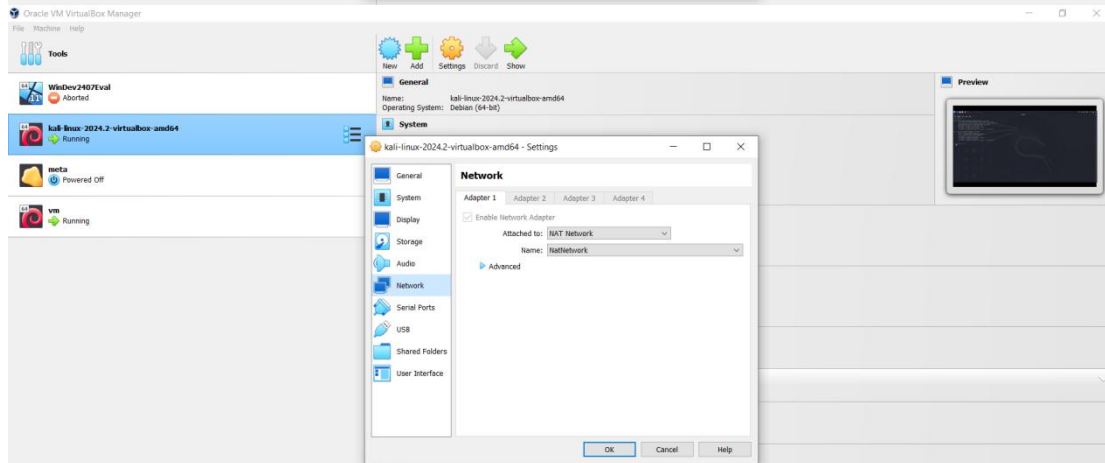 Oracle VM VirtualBox Manager
File Machine Help
Tools
New Add Settings Discard Show
64
WinDev2407Eval
Aborted
64
kali-linux-2024.2-virtualbox-amd64
Running
meta
Powered Off
64
vm
Running
General
Name: kali-linux-2024.2-virtualbox-amd64
Operating System: Debian (64-bit)
System
Preview
kali-linux-2024.2-virtualbox-amd64 - Settings
General
System
Display
Storage
Audio
Network
Serial Ports
USB
Shared Folders
User Interface
Network
Adapter 1 Adapter 2 Adapter 3 Adapter 4
Enable Network Adapter
Attached to: NAT Network
Name: NatNetwork
Advanced
OK Cancel Help